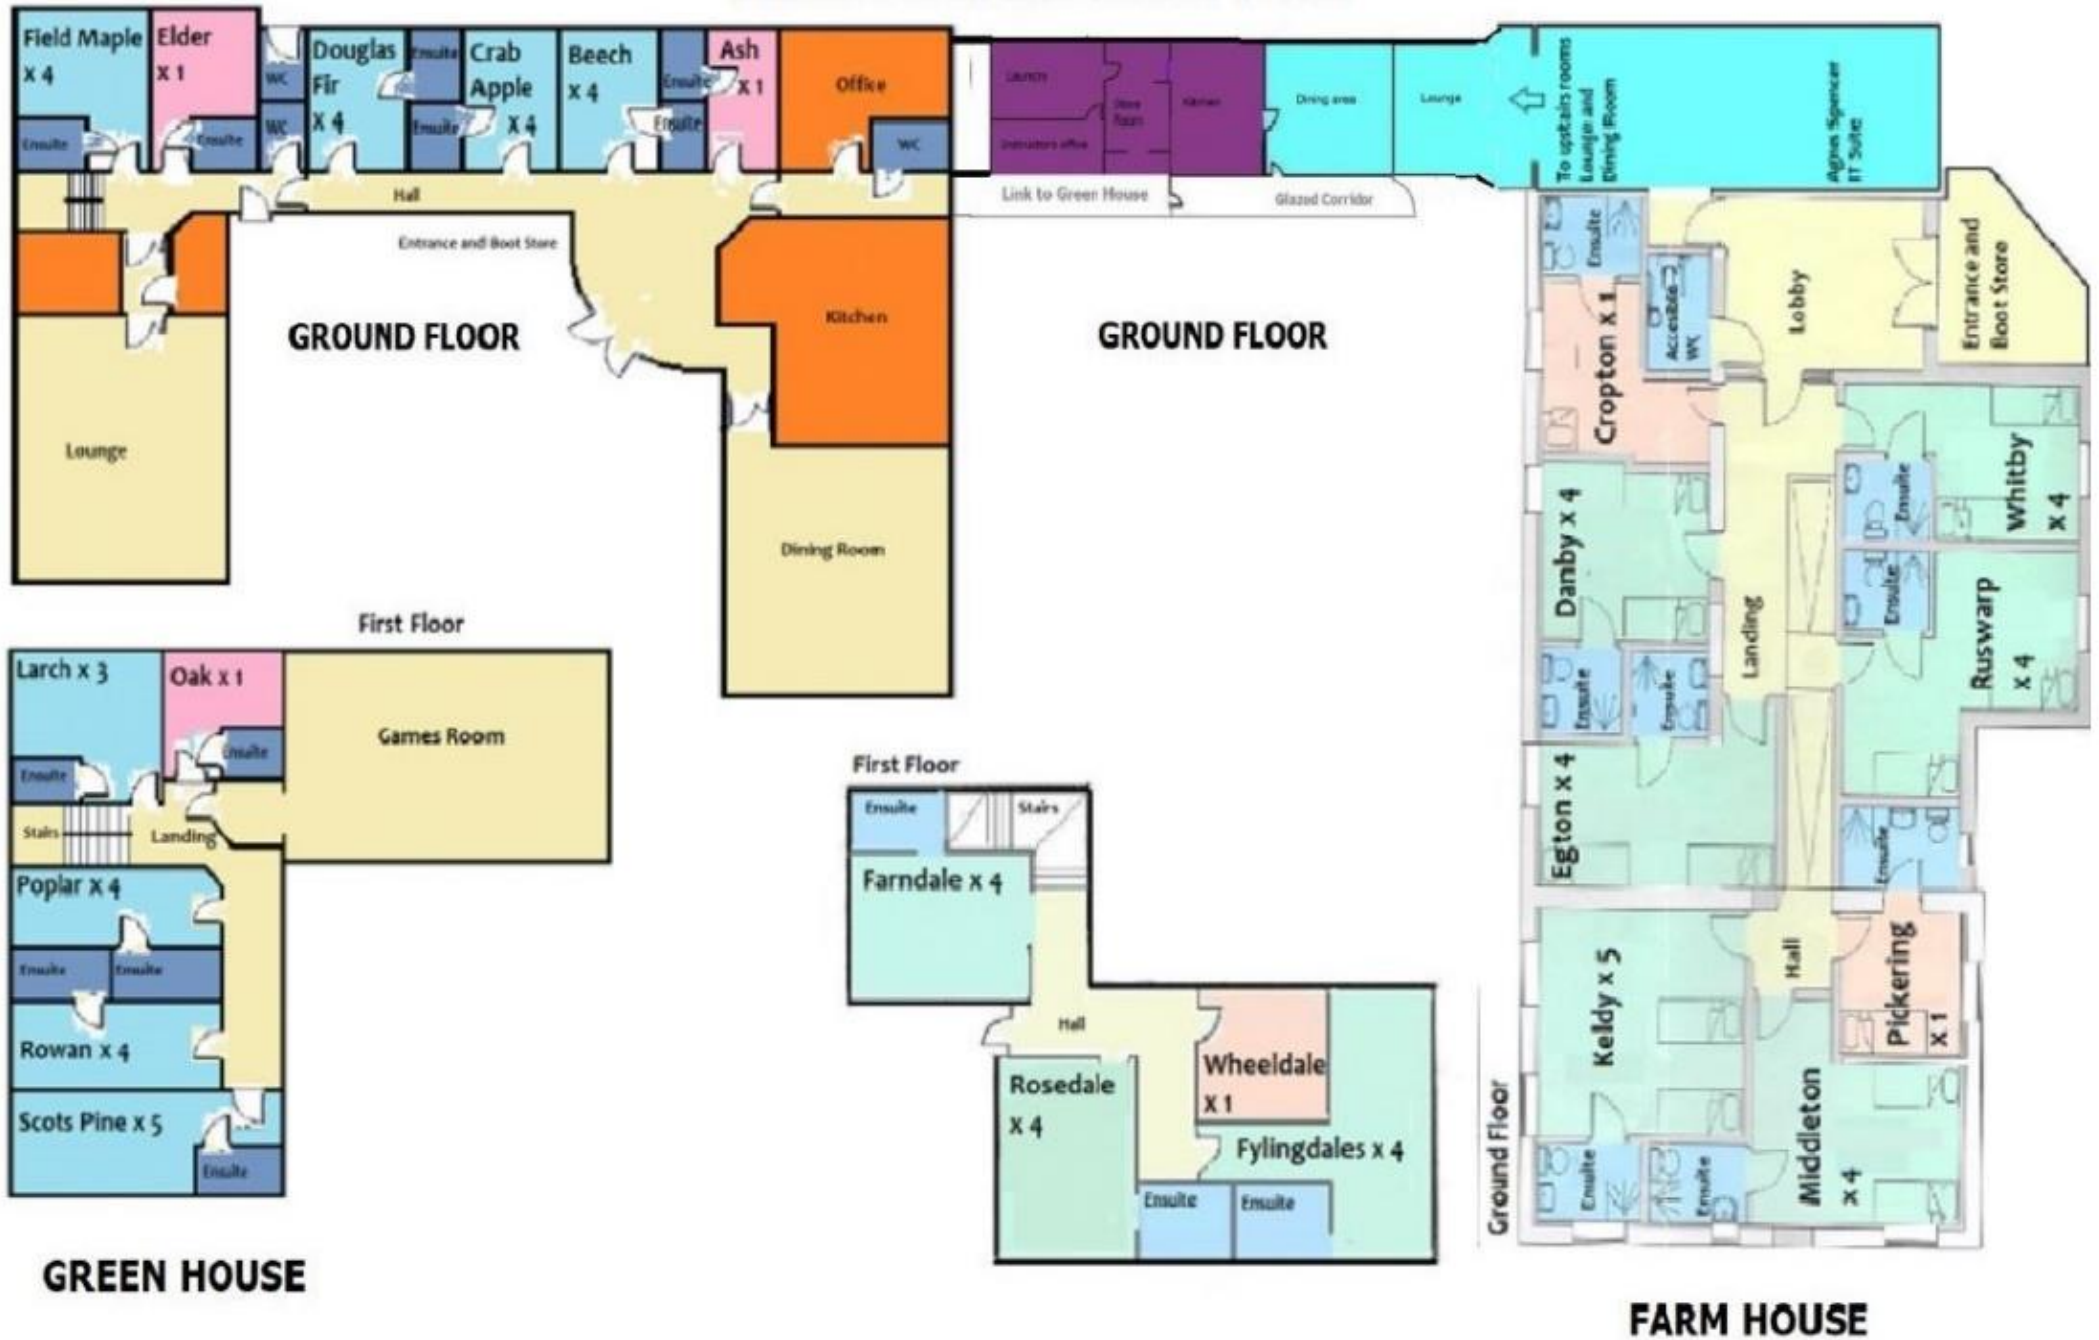 Field Maple
x 4
Ensuite
Elder
x 1
Ensuite
WC
WC
Douglas
Fir
x 4
Ensuite
Ensuite
Crab
Apple
x 4
Beech
x 4
Ensuite
Ensuite
Ash
x 1
Office
WC
Hall
Entrance and Boot Store
Kitchen
GROUND FLOOR
Lounge
Dining Room
Instructors office
Store
Kitchen
Dining area
Lounge
Link to Green House
Glazed Corridor
GROUND FLOOR
To upstairs rooms
Lounge and
Dining Room
Agnes Spencer
IT Suite
First Floor
Larch x 3
Ensuite
Oak x 1
Ensuite
Games Room
Stairs
Landing
Poplar x 4
Ensuite
Ensuite
Rowan x 4
Scots Pine x 5
Ensuite
GREEN HOUSE
First Floor
Ensuite
Stairs
Farndale x 4
Hall
Rosedale
x 4
Wheeldale
x 1
Fylingdales x 4
Ensuite
Ensuite
Ensuite
Cropton x 1
Accesible
WC
Lobby
Entrance and
Boot Store
Danby x 4
Ensuite
Ensuite
Landing
Ensuite
Whitby
x 4
Ensuite
Ruswarp
x 4
Egton x 4
Ensuite
Keldy x 5
Hall
Pickering
x 1
Ensuite
Ensuite
Middleton
x 4
Ground Floor
FARM HOUSE